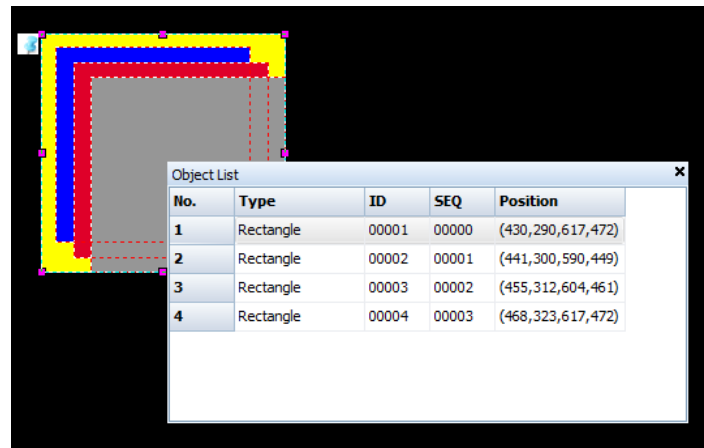 Object List
No. Type ID SEQ Position
1 Rectangle 00001 00000 (430,290,617,472)
2 Rectangle 00002 00001 (441,300,590,449)
3 Rectangle 00003 00002 (455,312,604,461)
4 Rectangle 00004 00003 (468,323,617,472)